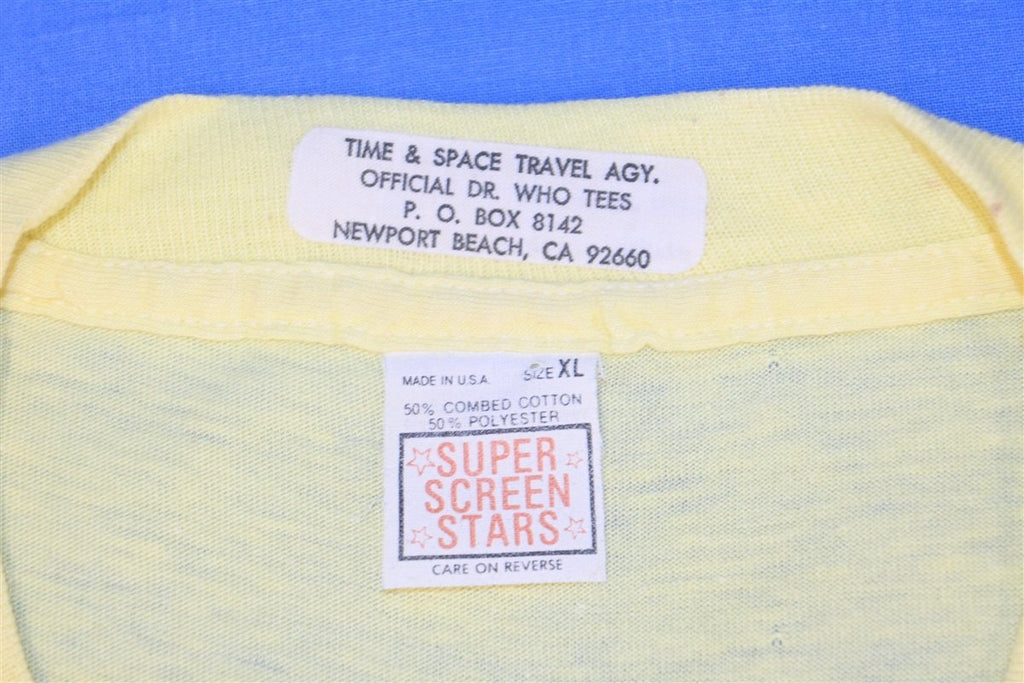 TIME & SPACE TRAVEL AGY.
OFFICIAL DR. WHO TEES
P. O. BOX 8142
NEWPORT BEACH, CA 92660
MADE IN U.S.A. SIZE XL
50% COMBED COTTON
50% POLYESTER
SUPER
SCREEN
STARS
CARE ON REVERSE